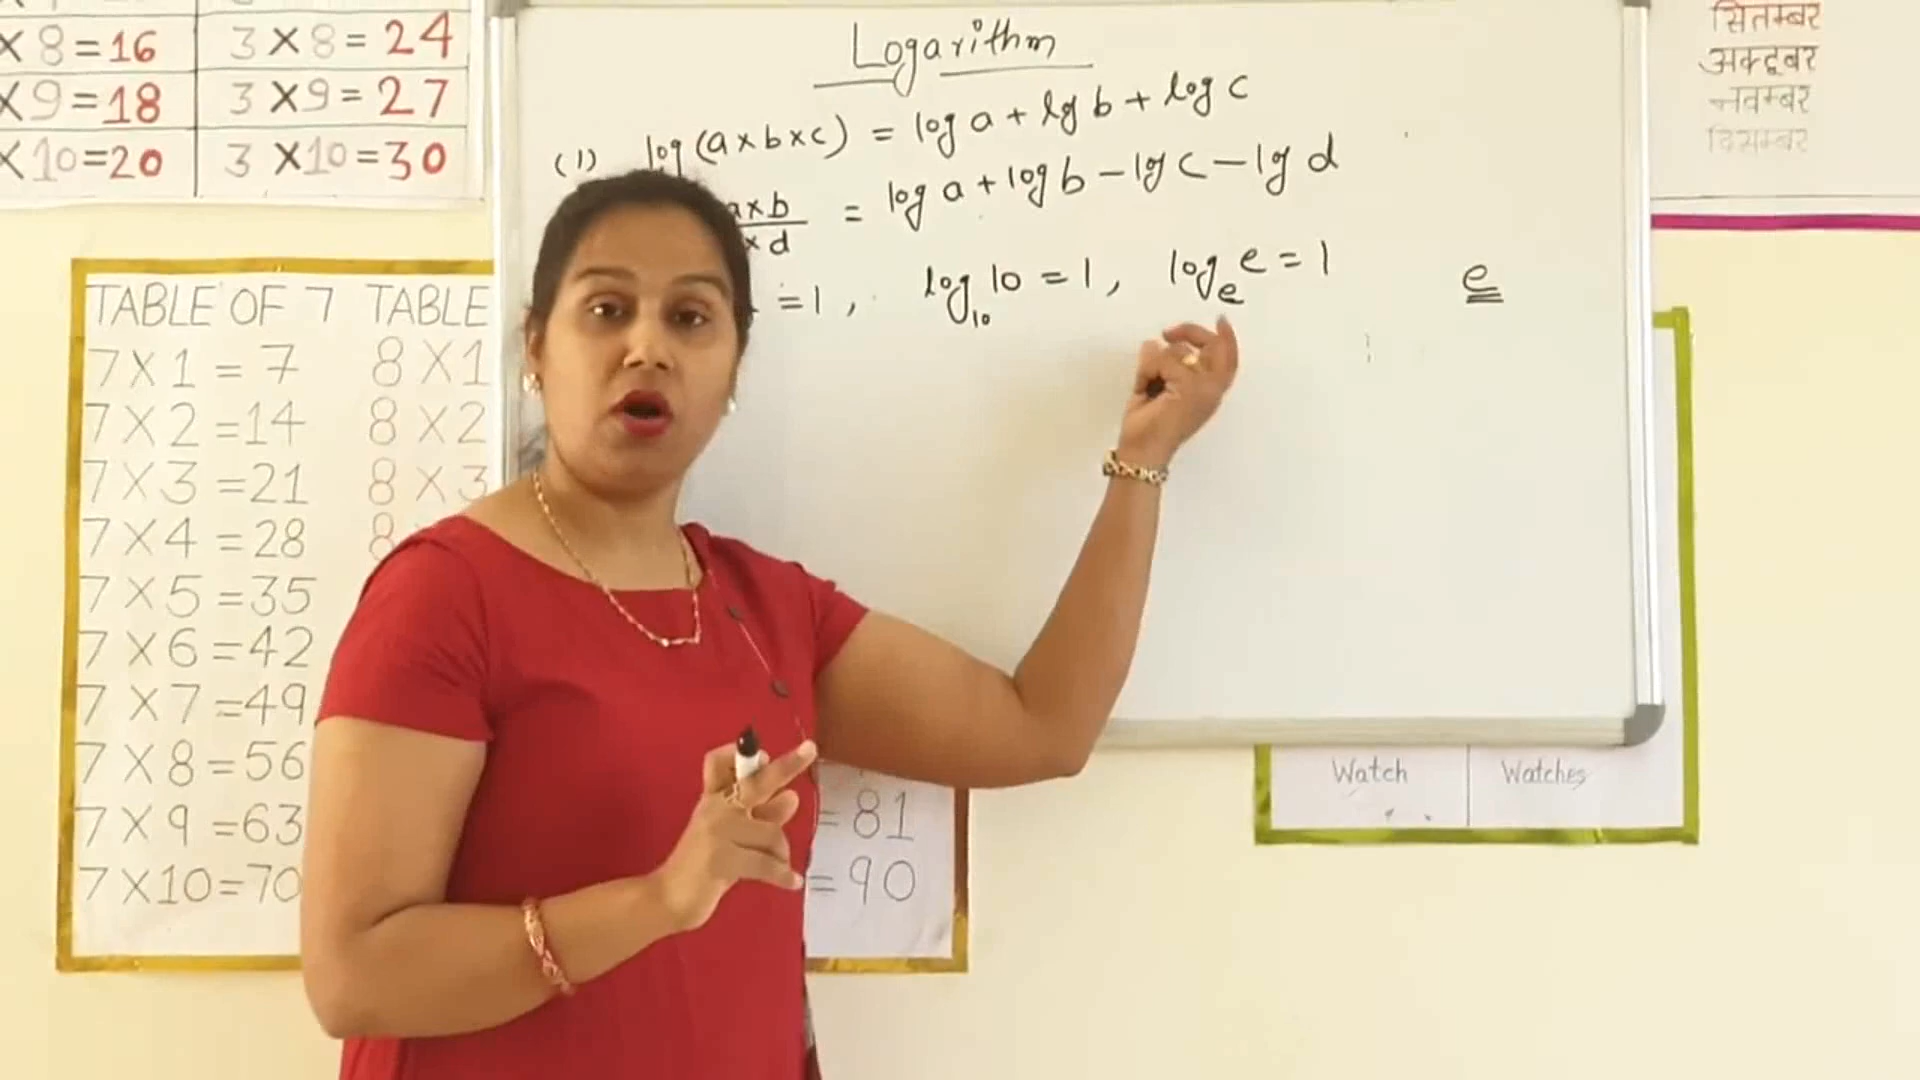 × 8 = 16 3 × 8 = 24
× 9 = 18 3 × 9 = 27
× 10 = 20 3 × 10 = 30
Logarithm
(1) log (a × b × c) = log a + lg b + log c
a × b
× d
= log a + log b – log c – lg d
= 1 , log₁₀ 10 = 1 , logₑ e = 1
e
सितम्बर
अक्टूबर
नवम्बर
दिसम्बर
TABLE OF 7 TABLE
7 × 1 = 7 8 × 1
7 × 2 = 14 8 × 2
7 × 3 = 21 8 × 3
7 × 4 = 28 8
7 × 5 = 35
7 × 6 = 42
7 × 7 = 49
7 × 8 = 56
7 × 9 = 63 = 81
7 × 10 = 70 = 90
Watch Watches